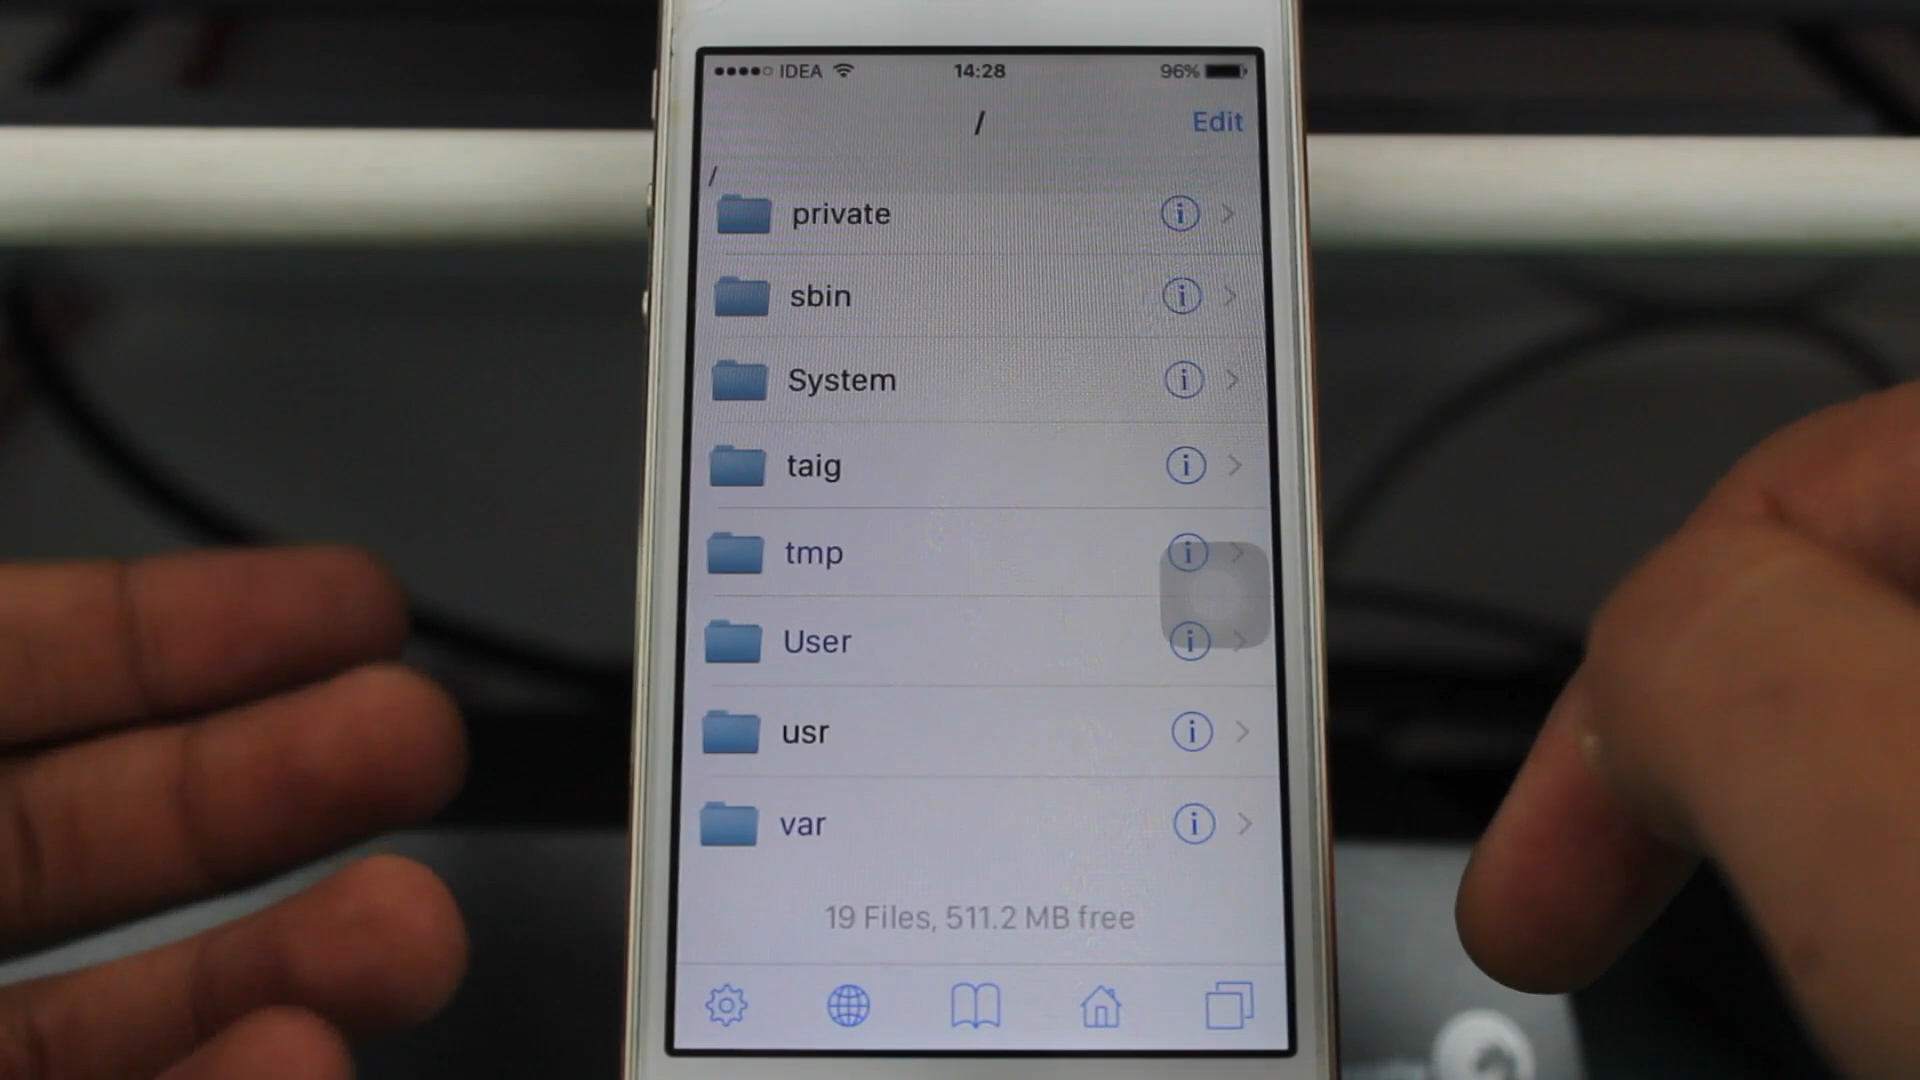 IDEA 14:28 96%
/ Edit
/
private
sbin
System
taig
tmp
User
usr
var
19 Files, 511.2 MB free